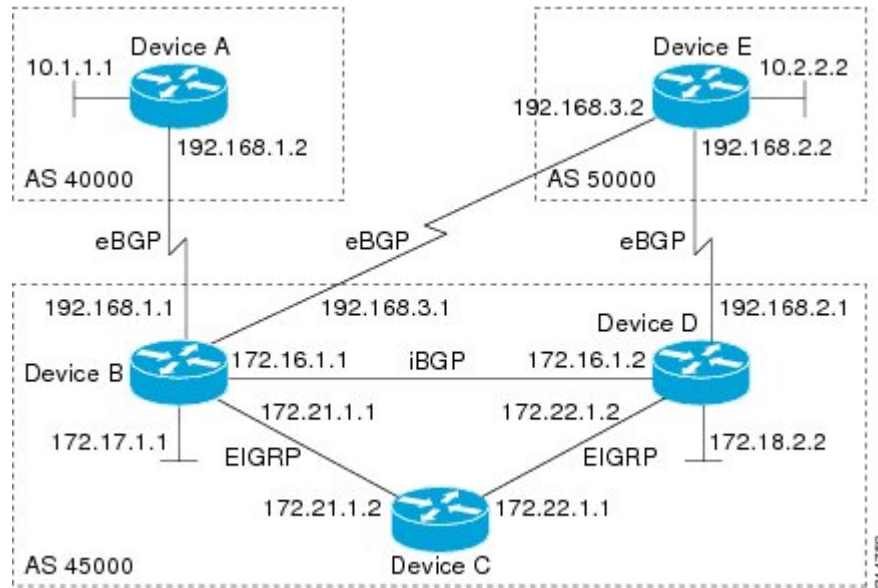 Device A
Device E
10.1.1.1
10.2.2.2
192.168.3.2
192.168.1.2
192.168.2.2
AS 40000
AS 50000
eBGP
eBGP
eBGP
192.168.1.1
192.168.3.1
192.168.2.1
Device D
172.16.1.1
iBGP
172.16.1.2
Device B
172.21.1.1
172.22.1.2
172.17.1.1
172.18.2.2
EIGRP
EIGRP
172.21.1.2
172.22.1.1
AS 45000
Device C